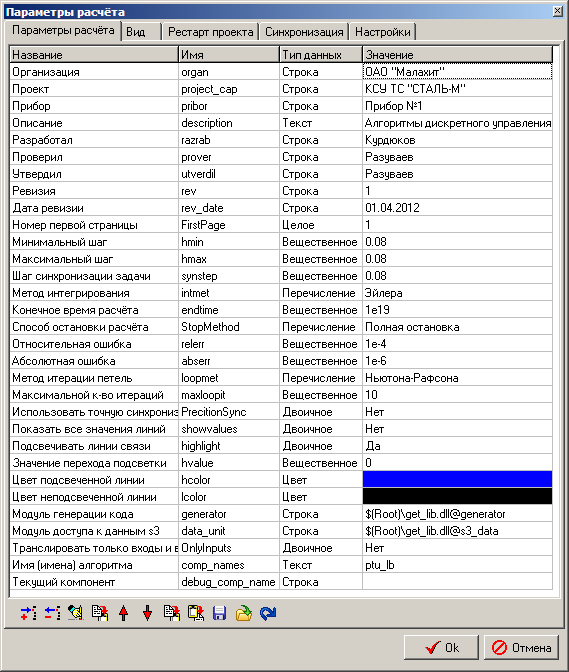 Параметры расчёта
Параметры расчёта Вид Рестарт проекта Синхронизация Настройки
Название Имя Тип данных Значение
Организация organ Строка ОАО "Малахит"
Проект project_cap Строка КСУ ТС "СТАЛЬ-М"
Прибор pribor Строка Прибор №1
Описание description Текст Алгоритмы дискретного управления
Разработал razrab Строка Курдюков
Проверил prover Строка Разуваев
Утвердил utverdil Строка Разуваев
Ревизия rev Строка 1
Дата ревизии rev_date Строка 01.04.2012
Номер первой страницы FirstPage Целое 1
Минимальный шаг hmin Вещественное 0.08
Максимальный шаг hmax Вещественное 0.08
Шаг синхронизации задачи synstep Вещественное 0.08
Метод интегрирования intmet Перечисление Эйлера
Конечное время расчёта endtime Вещественное 1e19
Способ остановки расчёта StopMethod Перечисление Полная остановка
Относительная ошибка relerr Вещественное 1e-4
Абсолютная ошибка abserr Вещественное 1e-6
Метод итерации петель loopmet Перечисление Ньютона-Рафсона
Максимальной к-во итераций maxloopit Вещественное 10
Использовать точную синхрониз PrecitionSync Двоичное Нет
Показать все значения линий showvalues Двоичное Нет
Подсвечивать линии связи highlight Двоичное Да
Значение перехода подсветки hvalue Вещественное 0
Цвет подсвеченной линии hcolor Цвет
Цвет неподсвеченной линии lcolor Цвет
Модуль генерации кода generator Строка $(Root)\get_lib.dll@generator
Модуль доступа к данным s3 data_unit Строка $(Root)\get_lib.dll@s3_data
Транслировать только входы и в OnlyInputs Двоичное Нет
Имя (имена) алгоритма comp_names Текст ptu_lb
Текущий компонент debug_comp_name Строка
Ok Отмена